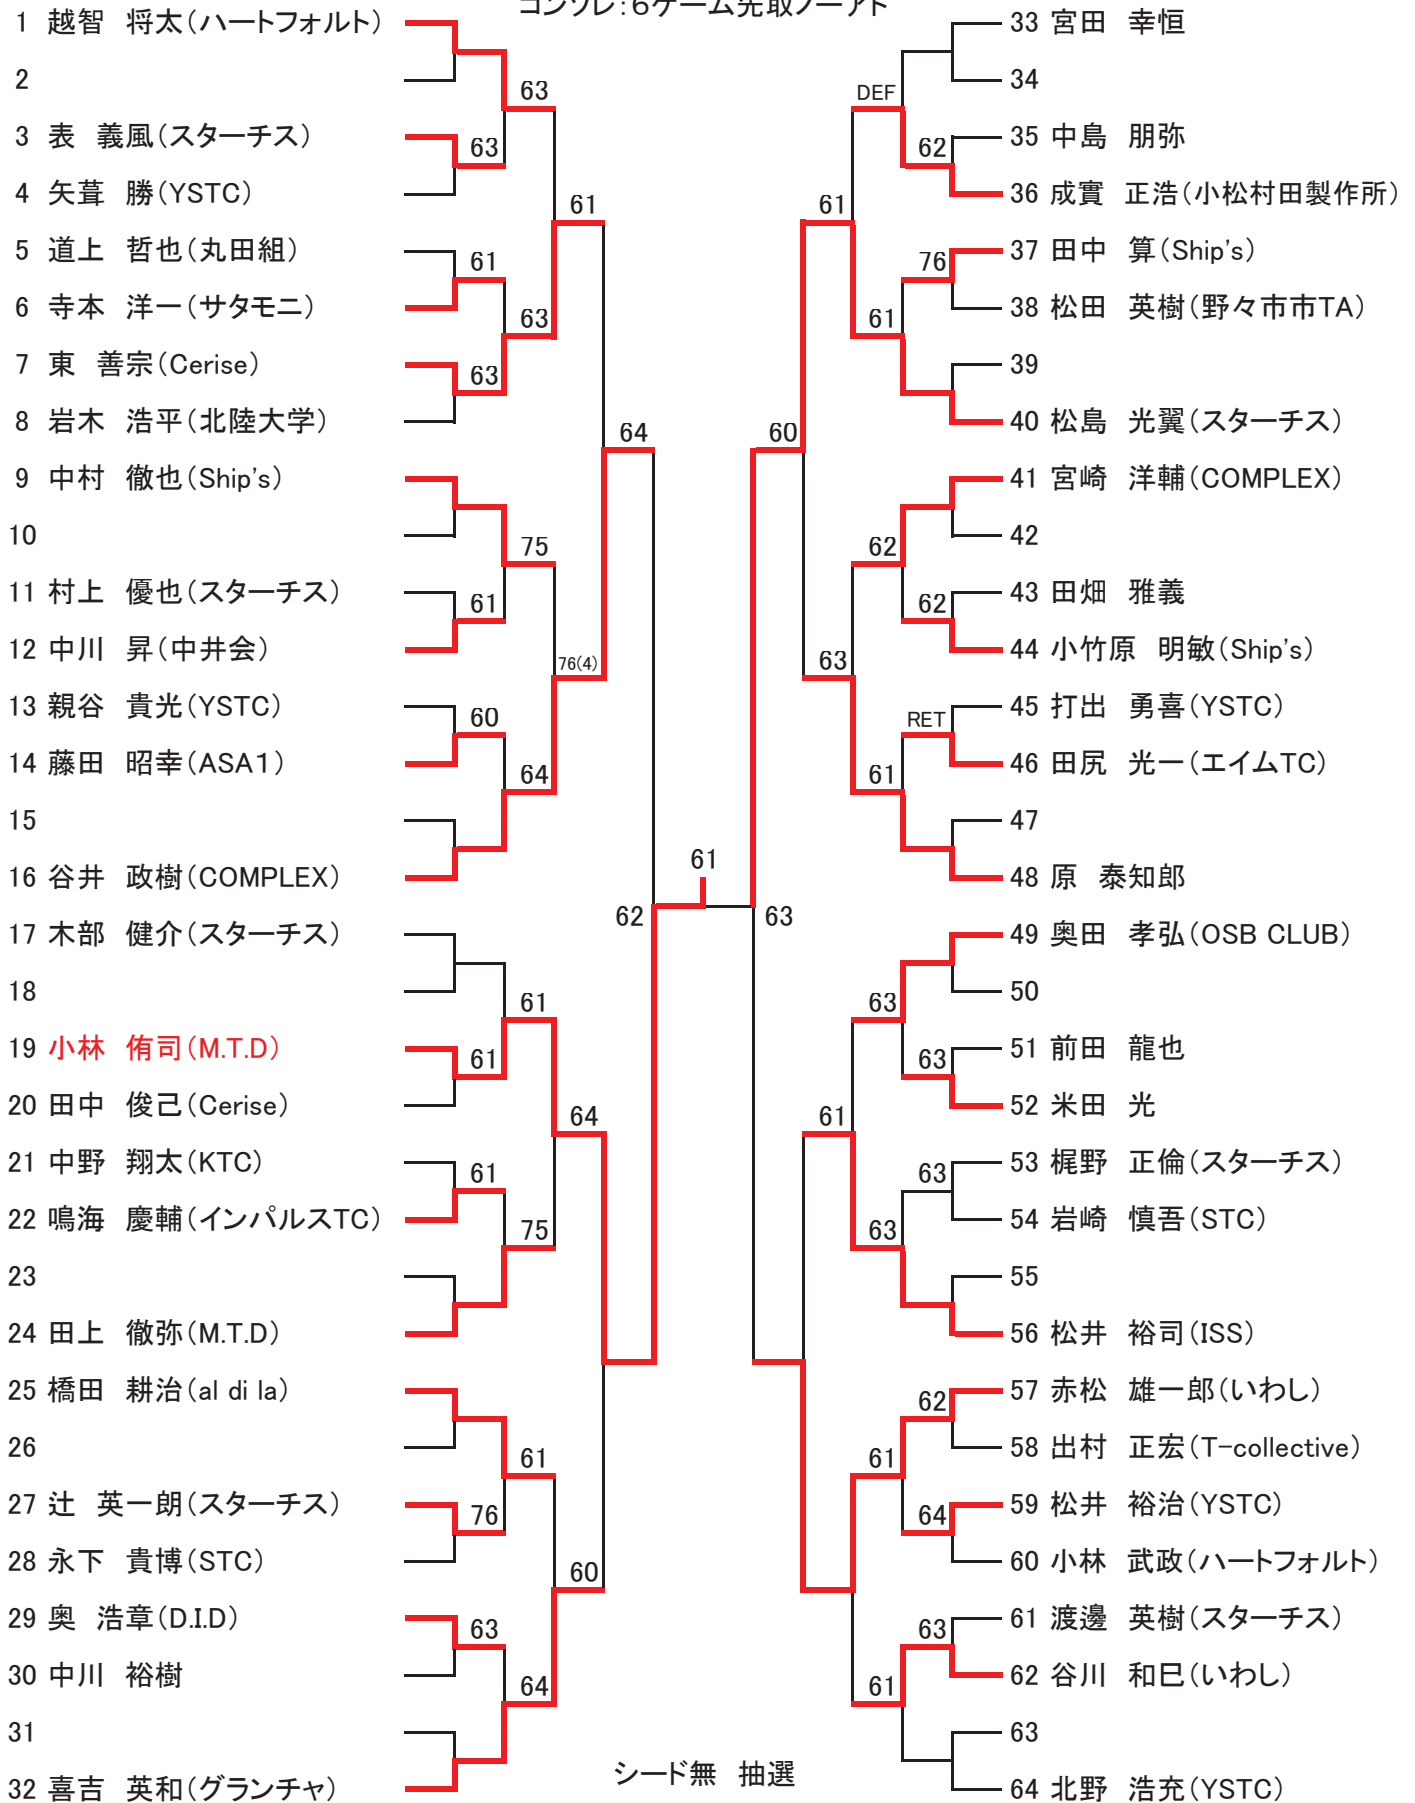 コンソレ：６ゲーム先取ノーアド
1 越智　将太（ハートフォルト）
2
63
3 表　義風（スターチス）
63
4 矢葺　勝（YSTC）
61
5 道上　哲也（丸田組）
61
6 寺本　洋一（サタモニ）
63
7 東　善宗（Cerise）
63
8 岩木　浩平（北陸大学）
64
9 中村　徹也（Ship's）
10
75
11 村上　優也（スターチス）
61
12 中川　昇（中井会）
76(4)
13 親谷　貴光（YSTC）
60
14 藤田　昭幸（ASA１）
64
15
16 谷井　政樹（COMPLEX）
62
17 木部　健介（スターチス）
18
61
19 小林　侑司（M.T.D）
61
20 田中　俊己（Cerise）
64
21 中野　翔太（KTC）
61
22 鳴海　慶輔（インパルスTC）
75
23
24 田上　徹弥（M.T.D）
25 橋田　耕治（al di la）
26
61
27 辻　英一朗（スターチス）
76
28 永下　貴博（STC）
60
29 奥　浩章（D.I.D）
63
30 中川　裕樹
64
31
32 喜吉　英和（グランチャ）
61
33 宮田　幸恒
34
DEF
35 中島　朋弥
62
36 成實　正浩（小松村田製作所）
61
37 田中　算（Ship's）
76
38 松田　英樹（野々市市TA）
61
39
40 松島　光翼（スターチス）
60
41 宮崎　洋輔（COMPLEX）
42
62
43 田畑　雅義
62
44 小竹原　明敏（Ship's）
63
45 打出　勇喜（YSTC）
RET
46 田尻　光一（エイムTC）
61
47
48 原　泰知郎
63
49 奥田　孝弘（OSB CLUB）
50
63
51 前田　龍也
63
52 米田　光
61
53 梶野　正倫（スターチス）
63
54 岩崎　慎吾（STC）
63
55
56 松井　裕司（ISS）
57 赤松　雄一郎（いわし）
62
58 出村　正宏（T-collective）
61
59 松井　裕治（YSTC）
64
60 小林　武政（ハートフォルト）
61 渡邊　英樹（スターチス）
63
62 谷川　和巳（いわし）
61
63
64 北野　浩充（YSTC）
シード無　抽選